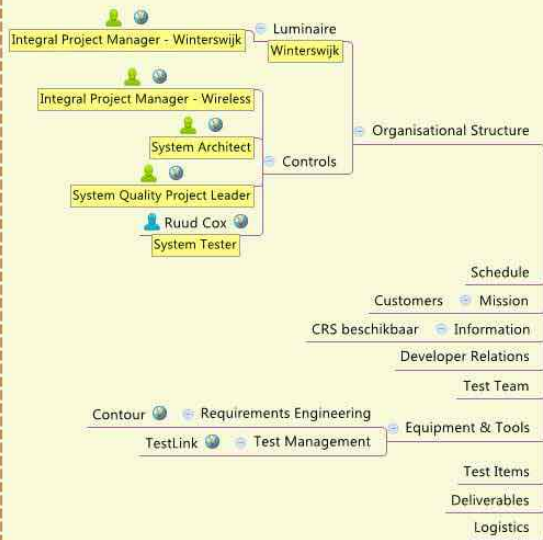 Luminaire
Integral Project Manager - Winterswijk
Winterswijk
Integral Project Manager - Wireless
Organisational Structure
System Architect
Controls
System Quality Project Leader
Ruud Cox
System Tester
Schedule
Customers Mission
CRS beschikbaar Information
Developer Relations
Test Team
Contour Requirements Engineering
Equipment & Tools
TestLink Test Management
Test Items
Deliverables
Logistics